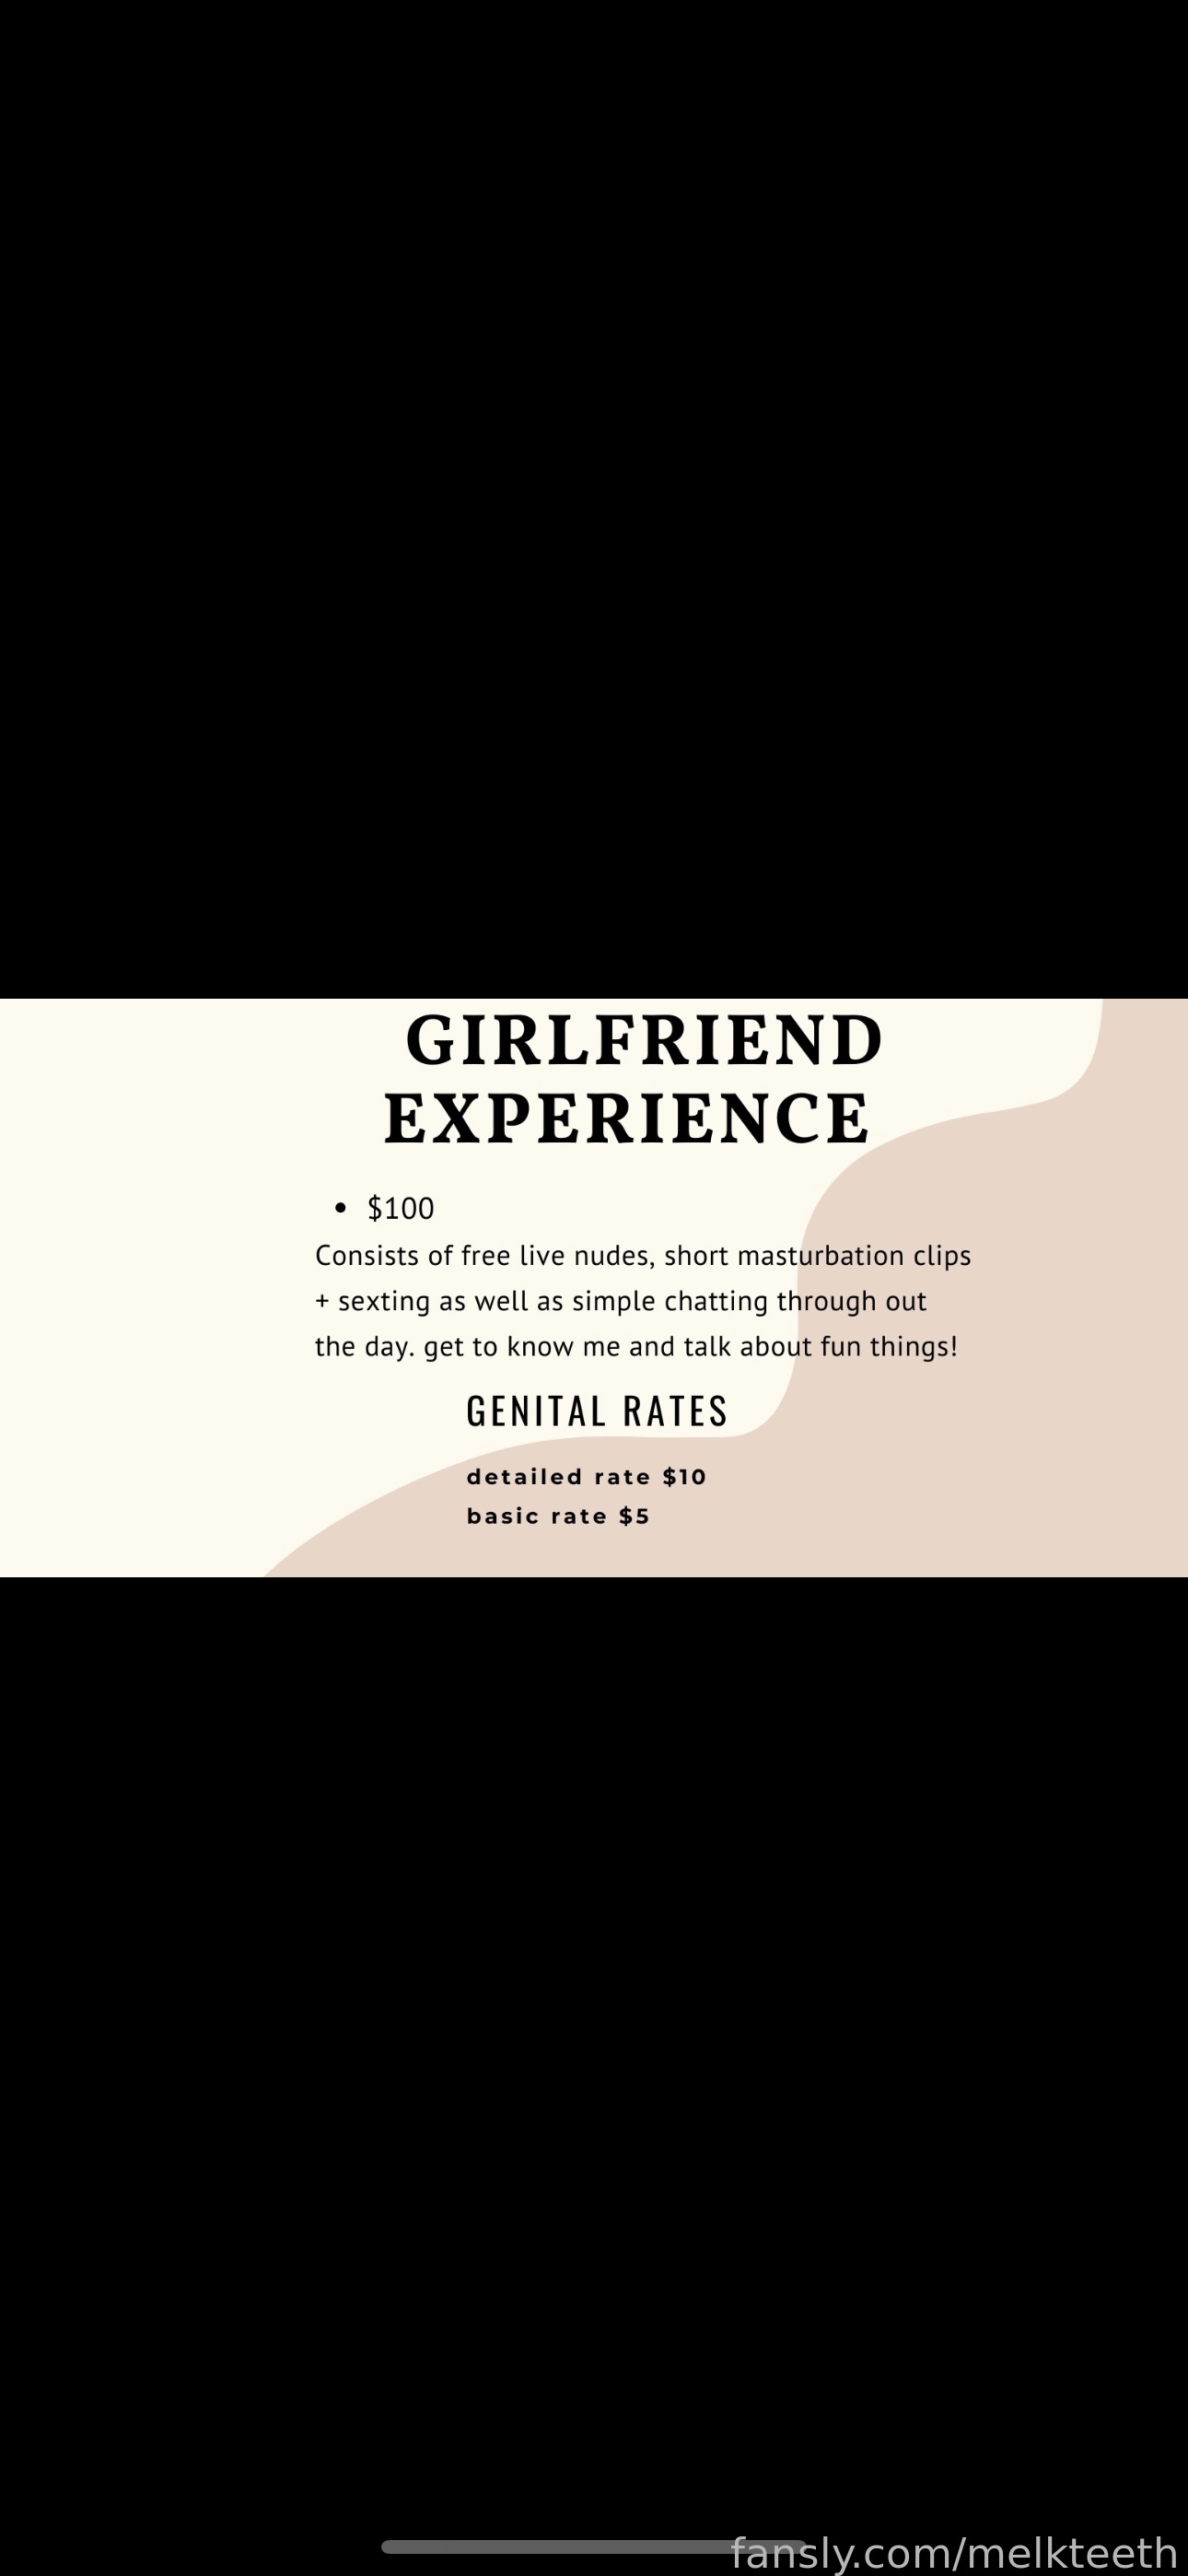 GIRLFRIEND
EXPERIENCE
• $100
Consists of free live nudes, short masturbation clips
+ sexting as well as simple chatting through out
the day. get to know me and talk about fun things!
GENITAL RATES
detailed rate $10
basic rate $5
fansly.com/melkteeth